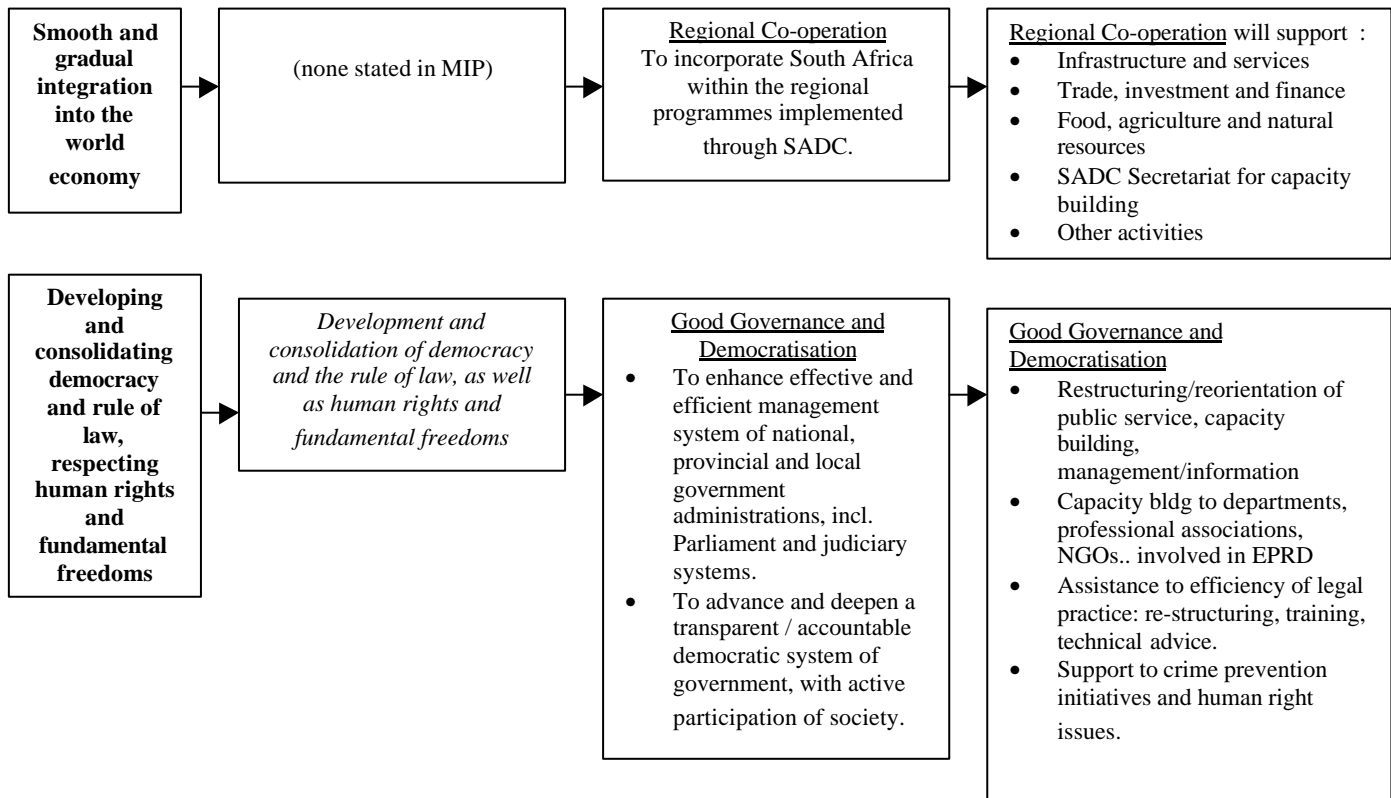 Smooth and
gradual
integration
into the
world
economy
(none stated in MIP)
Regional Co-operation
To incorporate South Africa
within the regional
programmes implemented
through SADC.
Regional Co-operation will support :
• Infrastructure and services
• Trade, investment and finance
• Food, agriculture and natural
resources
• SADC Secretariat for capacity
building
• Other activities
Developing
and
consolidating
democracy
and rule of
law,
respecting
human rights
and
fundamental
freedoms
Development and
consolidation of democracy
and the rule of law, as well
as human rights and
fundamental freedoms
Good Governance and
Democratisation
• To enhance effective and
efficient management
system of national,
provincial and local
government
administrations, incl.
Parliament and judiciary
systems.
• To advance and deepen a
transparent / accountable
democratic system of
government, with active
participation of society.
Good Governance and
Democratisation
• Restructuring/reorientation of
public service, capacity
building,
management/information
• Capacity bldg to departments,
professional associations,
NGOs.. involved in EPRD
• Assistance to efficiency of legal
practice: re-structuring, training,
technical advice.
• Support to crime prevention
initiatives and human right
issues.